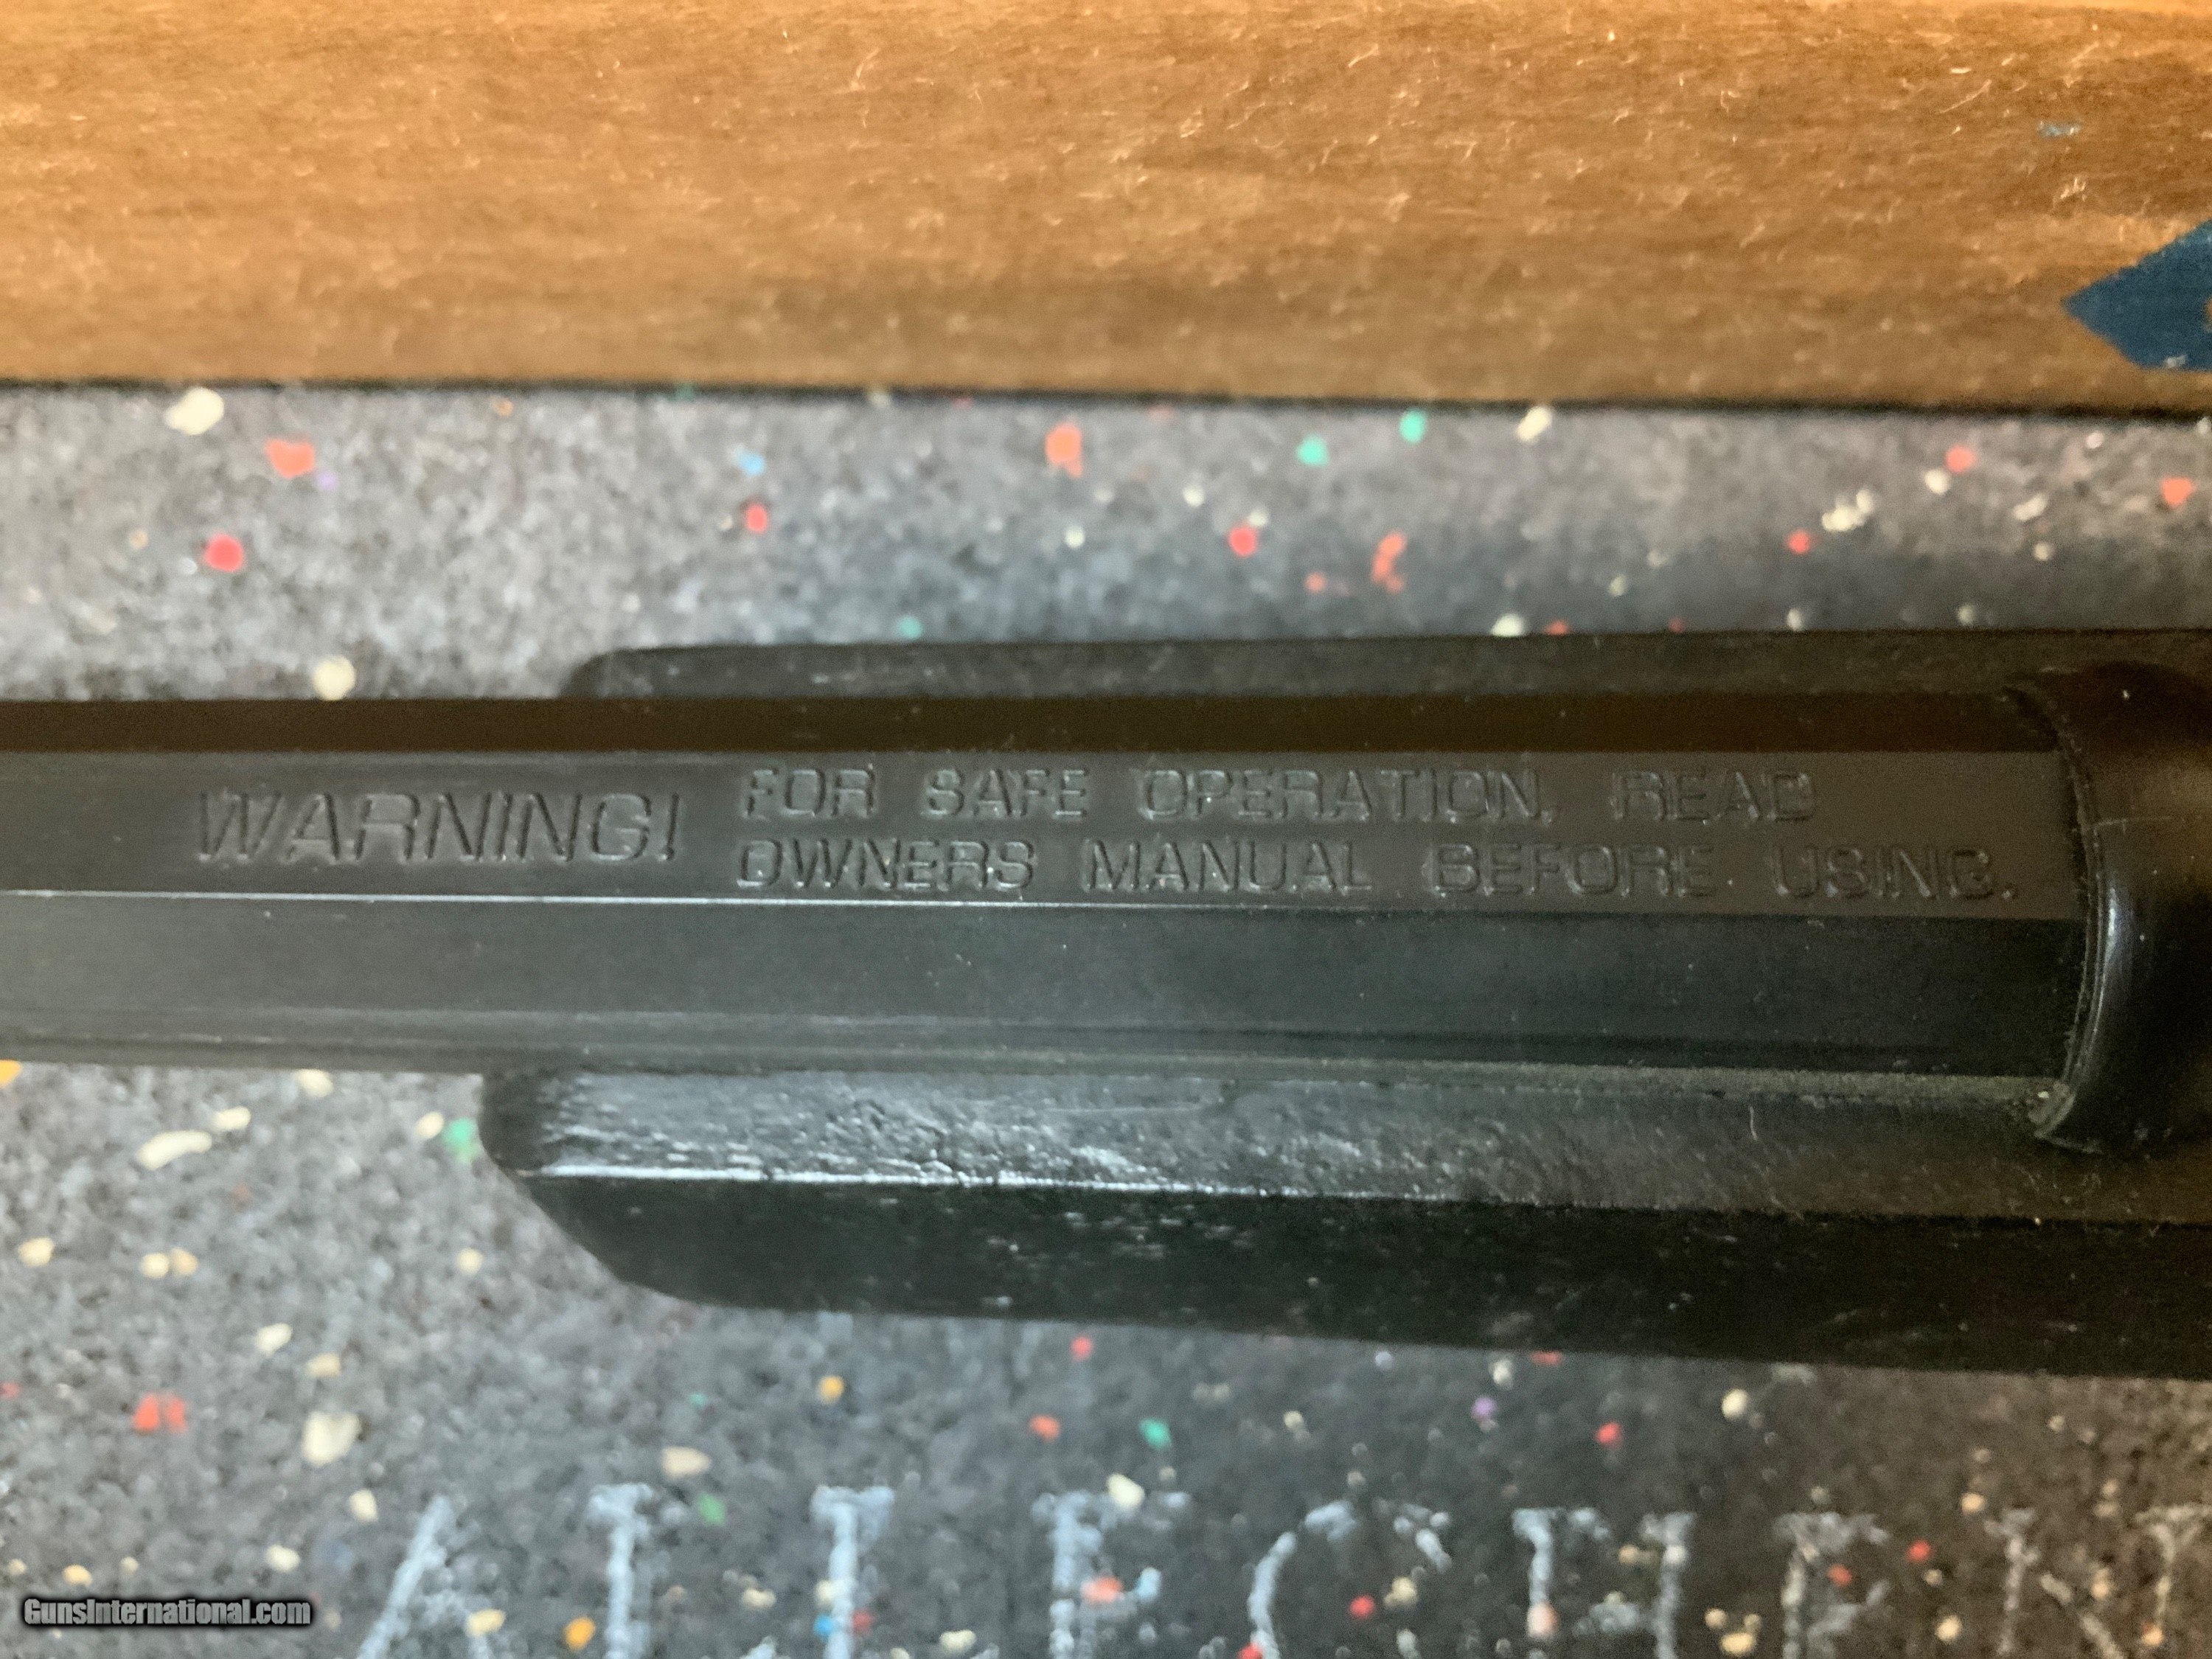 WARNING! FOR SAFE OPERATION, READ
OWNERS MANUAL BEFORE USING.
GunsInternational.com